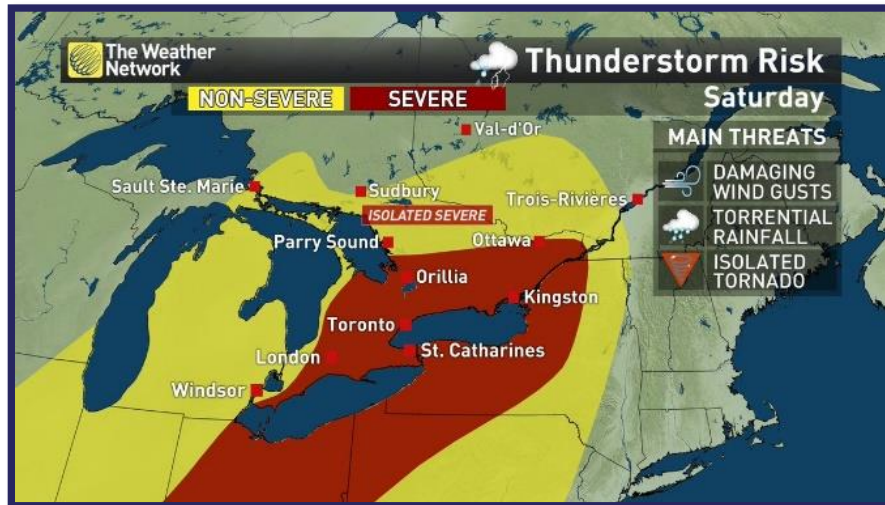 The Weather
Network
Thunderstorm Risk
NON-SEVERE
SEVERE
Saturday
MAIN THREATS
DAMAGING
WIND GUSTS
TORRENTIAL
RAINFALL
ISOLATED
TORNADO
Val-d'Or
Sault Ste. Marie
Sudbury
Trois-Rivières
ISOLATED SEVERE
Parry Sound
Ottawa
Orillia
Kingston
Toronto
London
St. Catharines
Windsor